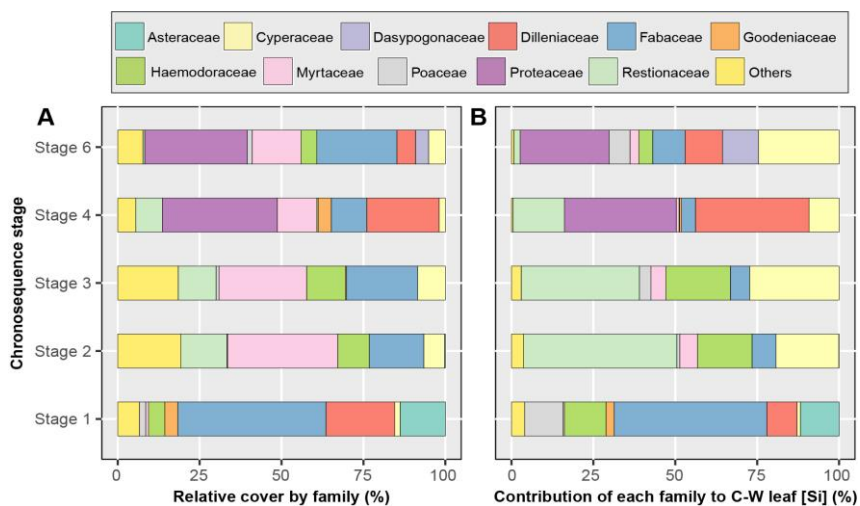 Asteraceae Cyperaceae Dasypogonaceae Dilleniaceae Fabaceae Goodeniaceae
Haemodoraceae Myrtaceae Poaceae Proteaceae Restionaceae Others
A B
Chronosequence stage
Stage 6
Stage 4
Stage 3
Stage 2
Stage 1
0 25 50 75 100 0 25 50 75 100
Relative cover by family (%) Contribution of each family to C-W leaf [Si] (%)